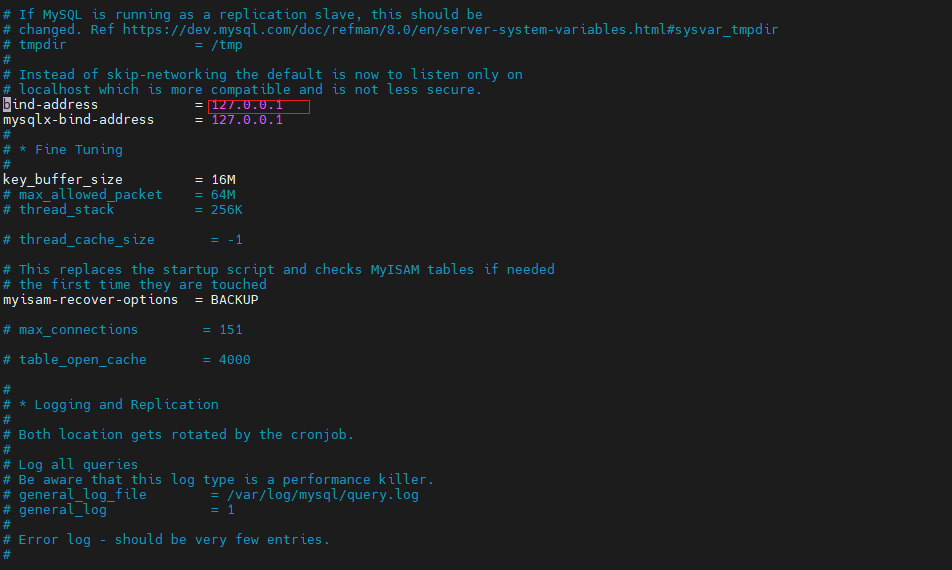 # If MySQL is running as a replication slave, this should be
# changed. Ref https://dev.mysql.com/doc/refman/8.0/en/server-system-variables.html#sysvar_tmpdir
# tmpdir                = /tmp
#
# Instead of skip-networking the default is now to listen only on
# localhost which is more compatible and is not less secure.
bind-address            = 127.0.0.1
mysqlx-bind-address     = 127.0.0.1
#
# * Fine Tuning
#
key_buffer_size         = 16M
# max_allowed_packet    = 64M
# thread_stack          = 256K
# thread_cache_size       = -1
# This replaces the startup script and checks MyISAM tables if needed
# the first time they are touched
myisam-recover-options  = BACKUP
# max_connections        = 151
# table_open_cache       = 4000
#
# * Logging and Replication
#
# Both location gets rotated by the cronjob.
#
# Log all queries
# Be aware that this log type is a performance killer.
# general_log_file        = /var/log/mysql/query.log
# general_log             = 1
#
# Error log - should be very few entries.
#